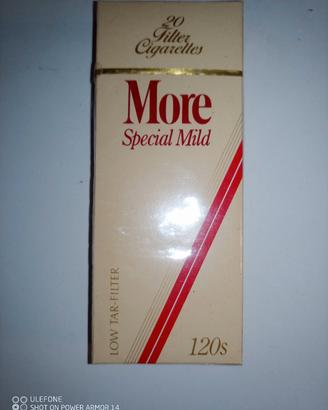 20
Filter
Cigarettes
More
Special Mild
LOW TAR-FILTER
120s
ULEFONE
SHOT ON POWER ARMOR 14